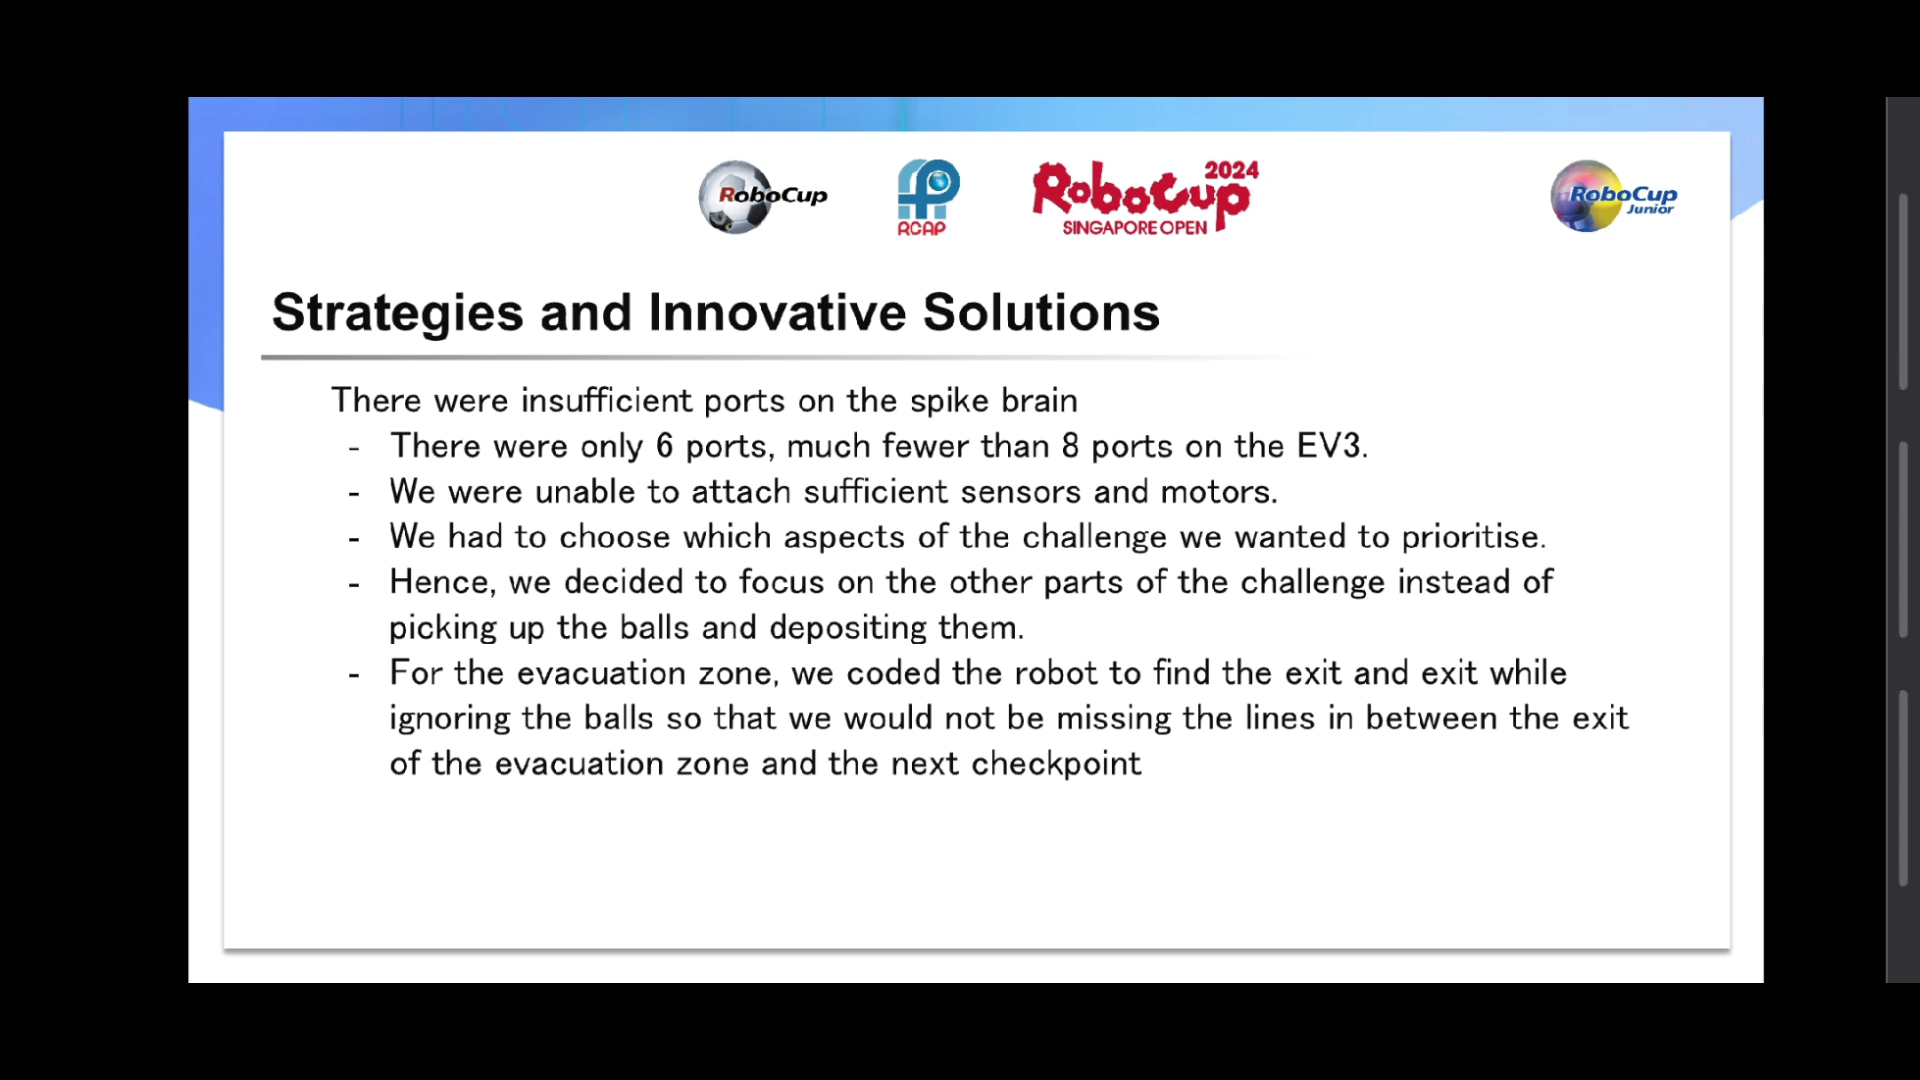 RoboCup
RCAP
RoboCup 2024
SINGAPORE OPEN
RoboCup
Junior
Strategies and Innovative Solutions
There were insufficient ports on the spike brain
- There were only 6 ports, much fewer than 8 ports on the EV3.
- We were unable to attach sufficient sensors and motors.
- We had to choose which aspects of the challenge we wanted to prioritise.
- Hence, we decided to focus on the other parts of the challenge instead of
picking up the balls and depositing them.
- For the evacuation zone, we coded the robot to find the exit and exit while
ignoring the balls so that we would not be missing the lines in between the exit
of the evacuation zone and the next checkpoint